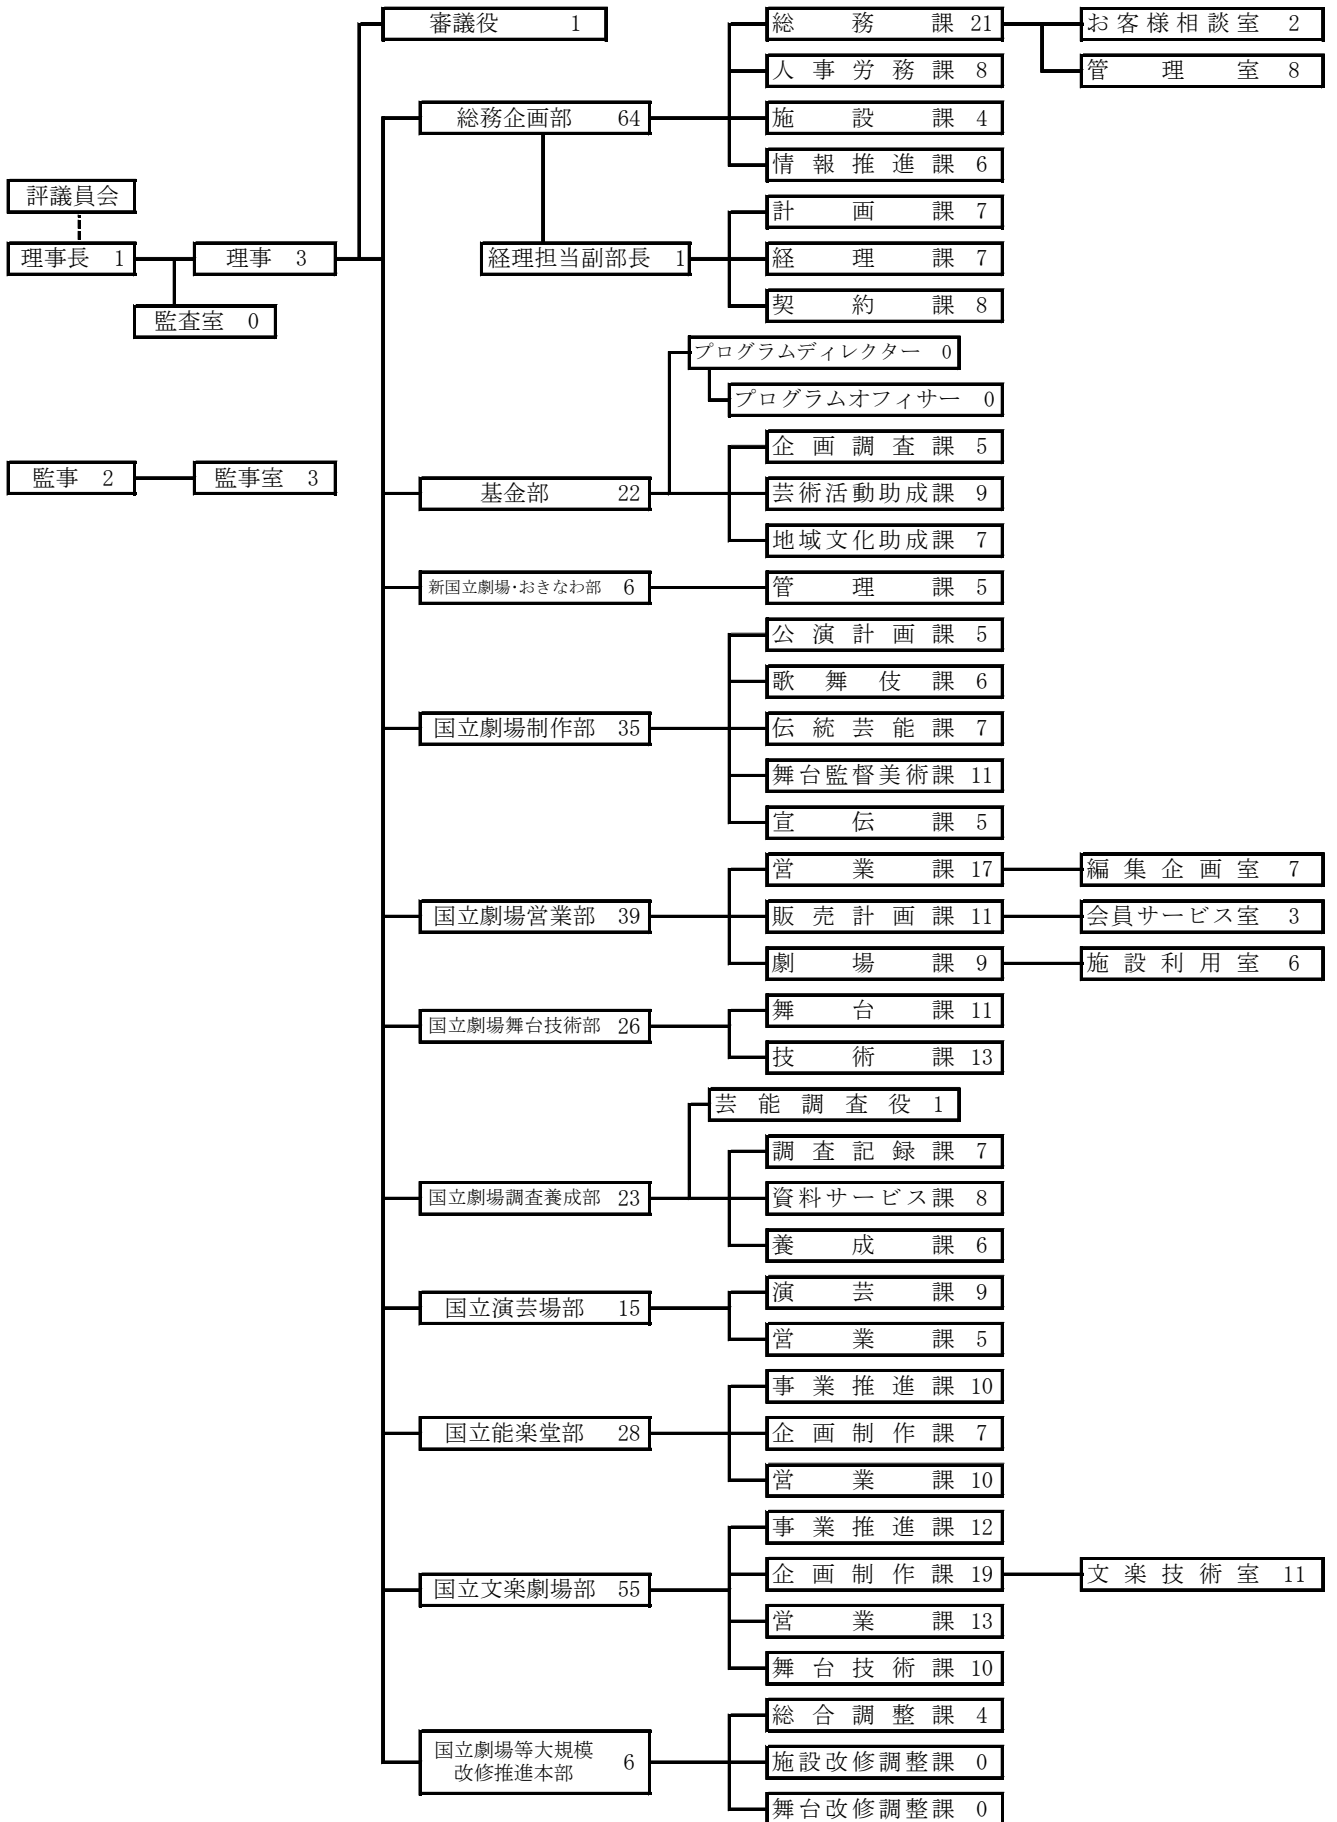 審議役 1
総務課 21
お客様相談室 2
人事労務課 8
管理室 8
総務企画部 64
施設課 4
情報推進課 6
評議員会
計画課 7
理事長 1
理事 3
経理担当副部長 1
経理課 7
監査室 0
契約課 8
プログラムディレクター 0
プログラムオフィサー 0
企画調査課 5
監事 2
監事室 3
基金部 22
芸術活動助成課 9
地域文化助成課 7
新国立劇場・おきなわ部 6
管理課 5
公演計画課 5
歌舞伎課 6
国立劇場制作部 35
伝統芸能課 7
舞台監督美術課 11
宣伝課 5
営業課 17
編集企画室 7
国立劇場営業部 39
販売計画課 11
会員サービス室 3
劇場課 9
施設利用室 6
舞台課 11
国立劇場舞台技術部 26
技術課 13
芸能調査役 1
調査記録課 7
国立劇場調査養成部 23
資料サービス課 8
養成課 6
演芸課 9
国立演芸場部 15
営業課 5
事業推進課 10
国立能楽堂部 28
企画制作課 7
営業課 10
事業推進課 12
国立文楽劇場部 55
企画制作課 19
文楽技術室 11
営業課 13
舞台技術課 10
総合調整課 4
国立劇場等大規模
改修推進本部 6
施設改修調整課 0
舞台改修調整課 0